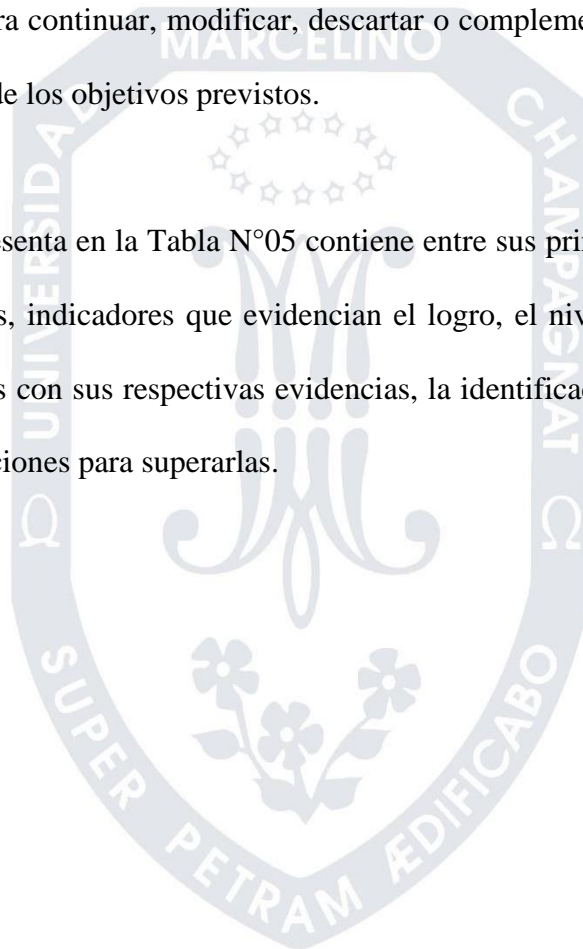 ra continuar, modificar, descartar o compleme
de los objetivos previstos.
esenta en la Tabla N°05 contiene entre sus pri
s, indicadores que evidencian el logro, el niv
s con sus respectivas evidencias, la identifica
ciones para superarlas.
UNIVERSIDAD MARCELINO CHAMPAGNAT
Ω Ω
SUPER PETRAM ÆDIFICABO